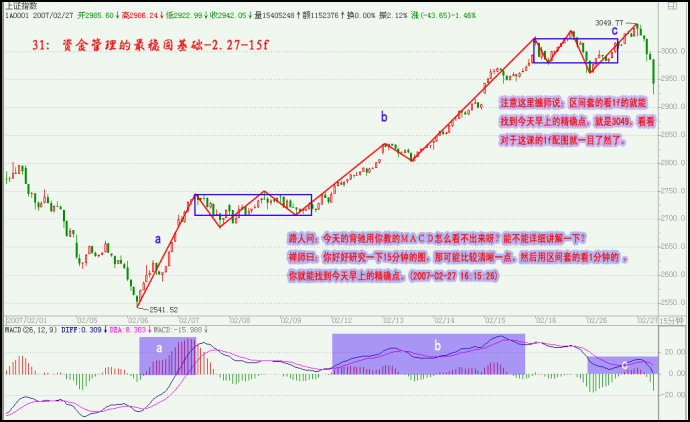 上证指数
1A0001 2007/02/27 开2985.60↓高2986.24↓低2922.99↓收2942.05↓量15405248↑额1152376↑换0.00% 振2.12% 涨(-43.65)-1.46%
3049.77
31: 资金管理的最稳固基础-2.27-15f
c
注意这里缠师说: 区间套的看1f的就能
找到今天早上的精确点, 就是3049, 看看
对于这课的1f配图就一目了然了。
b
a
路人问: 今天的背驰用你教的MACD怎么看不出来呀? 能不能详细讲解一下?
禅师曰: 你好好研究一下15分钟的图, 那可能比较清晰一点, 然后用区间套的看1分钟的,
你就能找到今天早上的精确点。(2007-02-27 16:15:26)
2541.52
3000
2950
2900
2850
2800
2750
2700
2650
2600
2550.0
2007/02/01 02/05 02/06 02/07 02/08 02/09 02/12 02/13 02/14 02/15 02/16 02/26 02/27 15分钟
MACD(26,12,9) DIFF:0.309↓ DEA:8.303↓ MACD:-15.988↓
a
b
c
20.00
0.00
-20.00